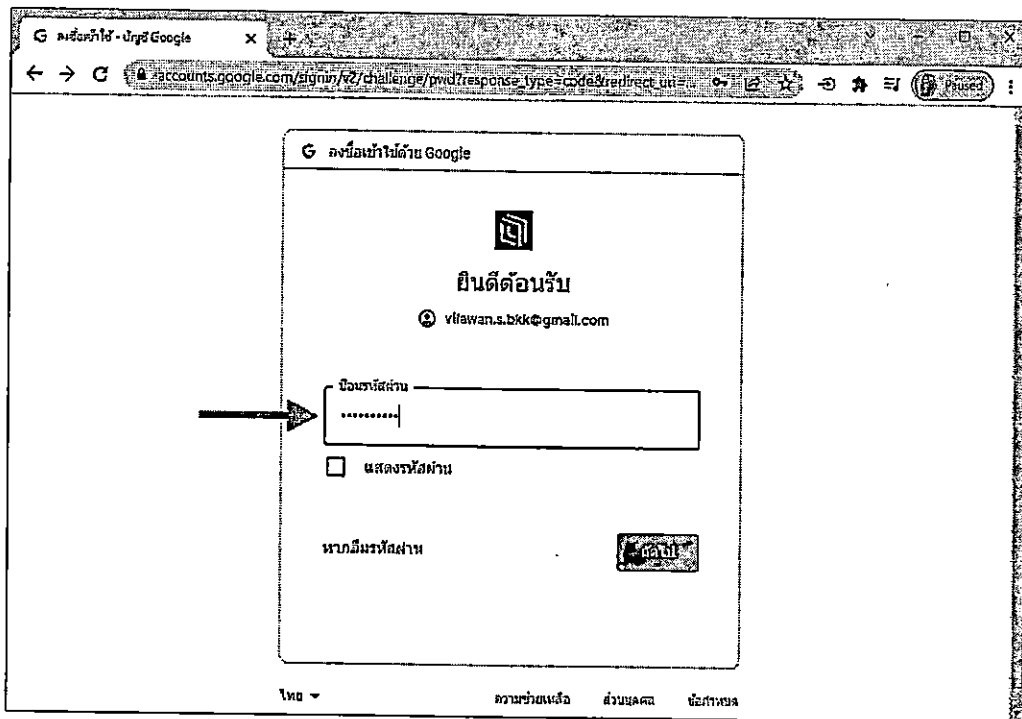 G ลงชื่อเข้าใช้ - บัญชี Google
accounts.google.com/signin/v2/challenge/pwd?response_type=code&redirect_uri=...
Paused
G ลงชื่อเข้าใช้ด้วย Google
ยินดีต้อนรับ
vilawan.s.bkk@gmail.com
ป้อนรหัสผ่าน
••••••••••
แสดงรหัสผ่าน
หากลืมรหัสผ่าน
ถัดไป
ไทย
ความช่วยเหลือ ส่วนบุคคล ข้อกำหนด